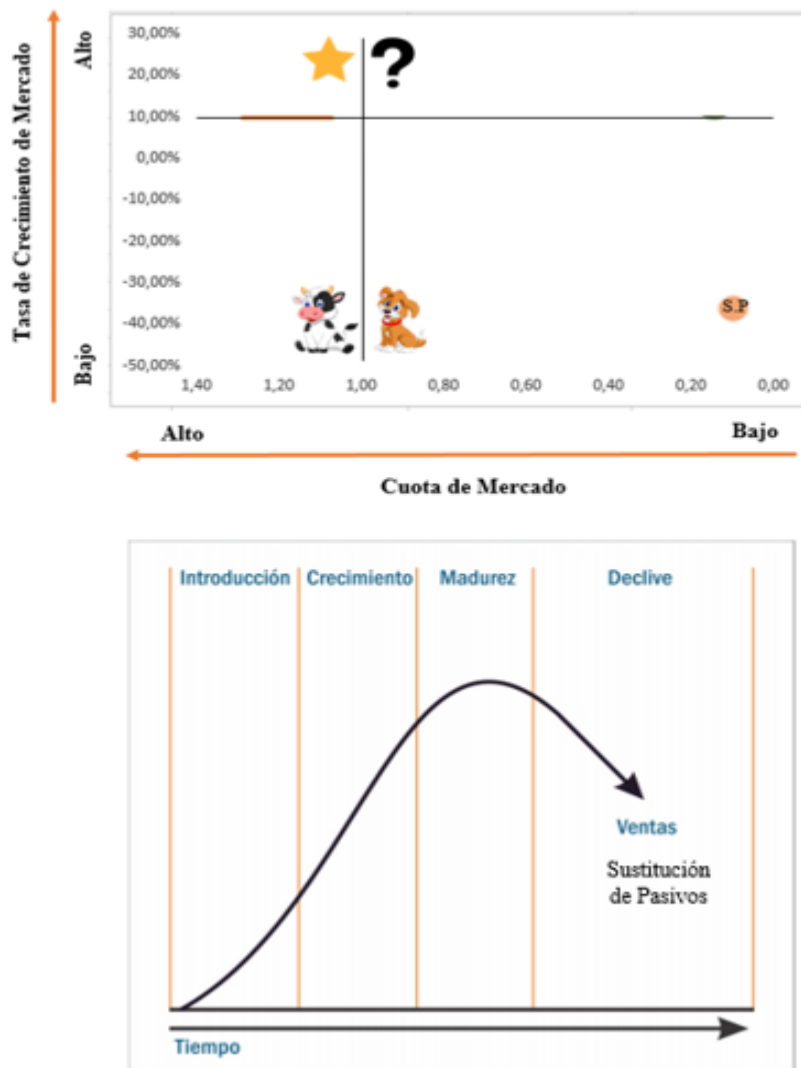 Tasa de Crecimiento de Mercado
Alto
Bajo
30,00%
20,00%
10,00%
0,00%
-10,00%
-20,00%
-30,00%
-40,00%
-50,00%
?
S.P
1,40 1,20 1,00 0,80 0,60 0,40 0,20 0,00
Alto Bajo
Cuota de Mercado
Introducción Crecimiento Madurez Declive
Ventas
Sustitución
de Pasivos
Tiempo